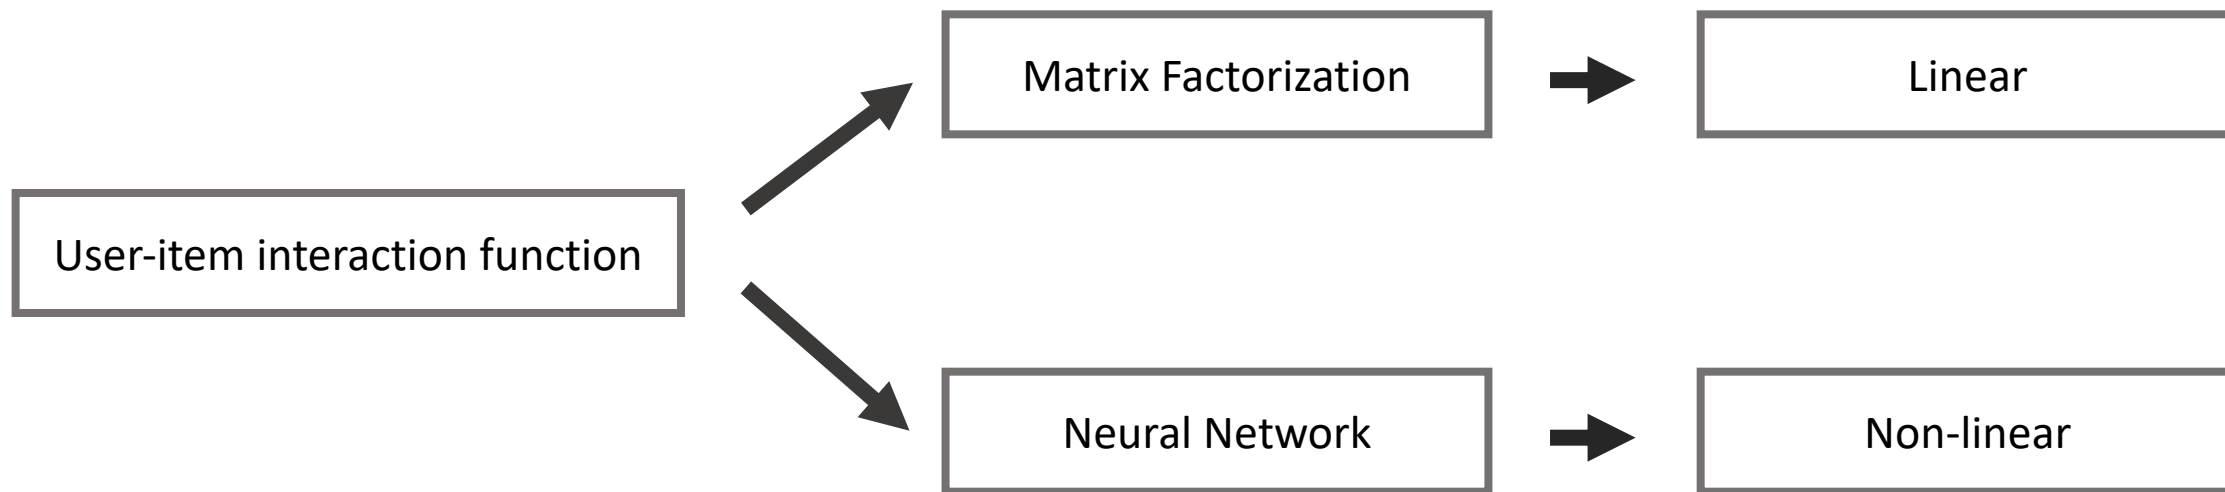 Matrix Factorization
Linear
User-item interaction function
Neural Network
Non-linear